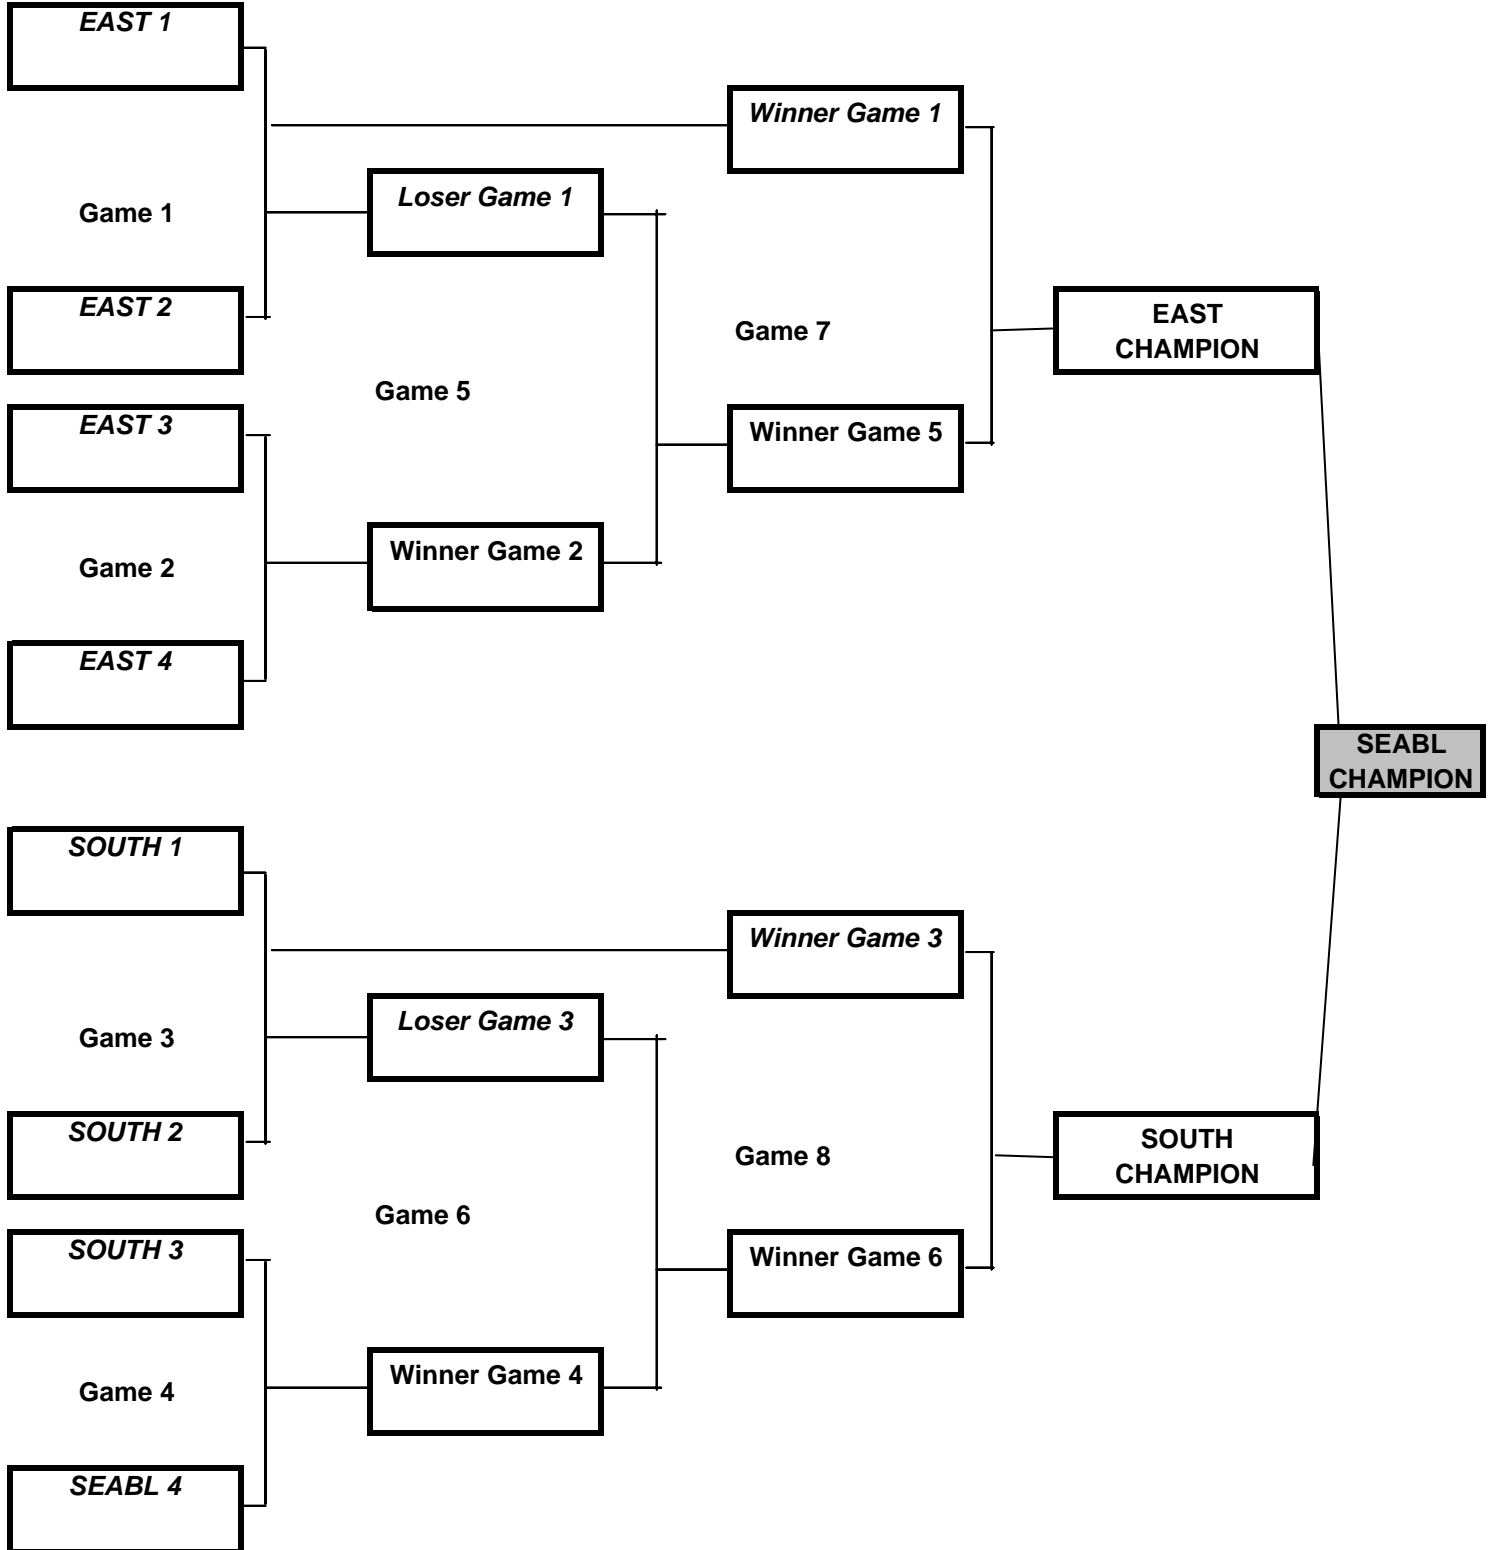 EAST 1
Winner Game 1
Loser Game 1
Game 1
EAST 2
EAST
CHAMPION
Game 7
Game 5
EAST 3
Winner Game 5
Winner Game 2
Game 2
EAST 4
SEABL
CHAMPION
SOUTH 1
Winner Game 3
Loser Game 3
Game 3
SOUTH 2
SOUTH
CHAMPION
Game 8
Game 6
SOUTH 3
Winner Game 6
Winner Game 4
Game 4
SEABL 4